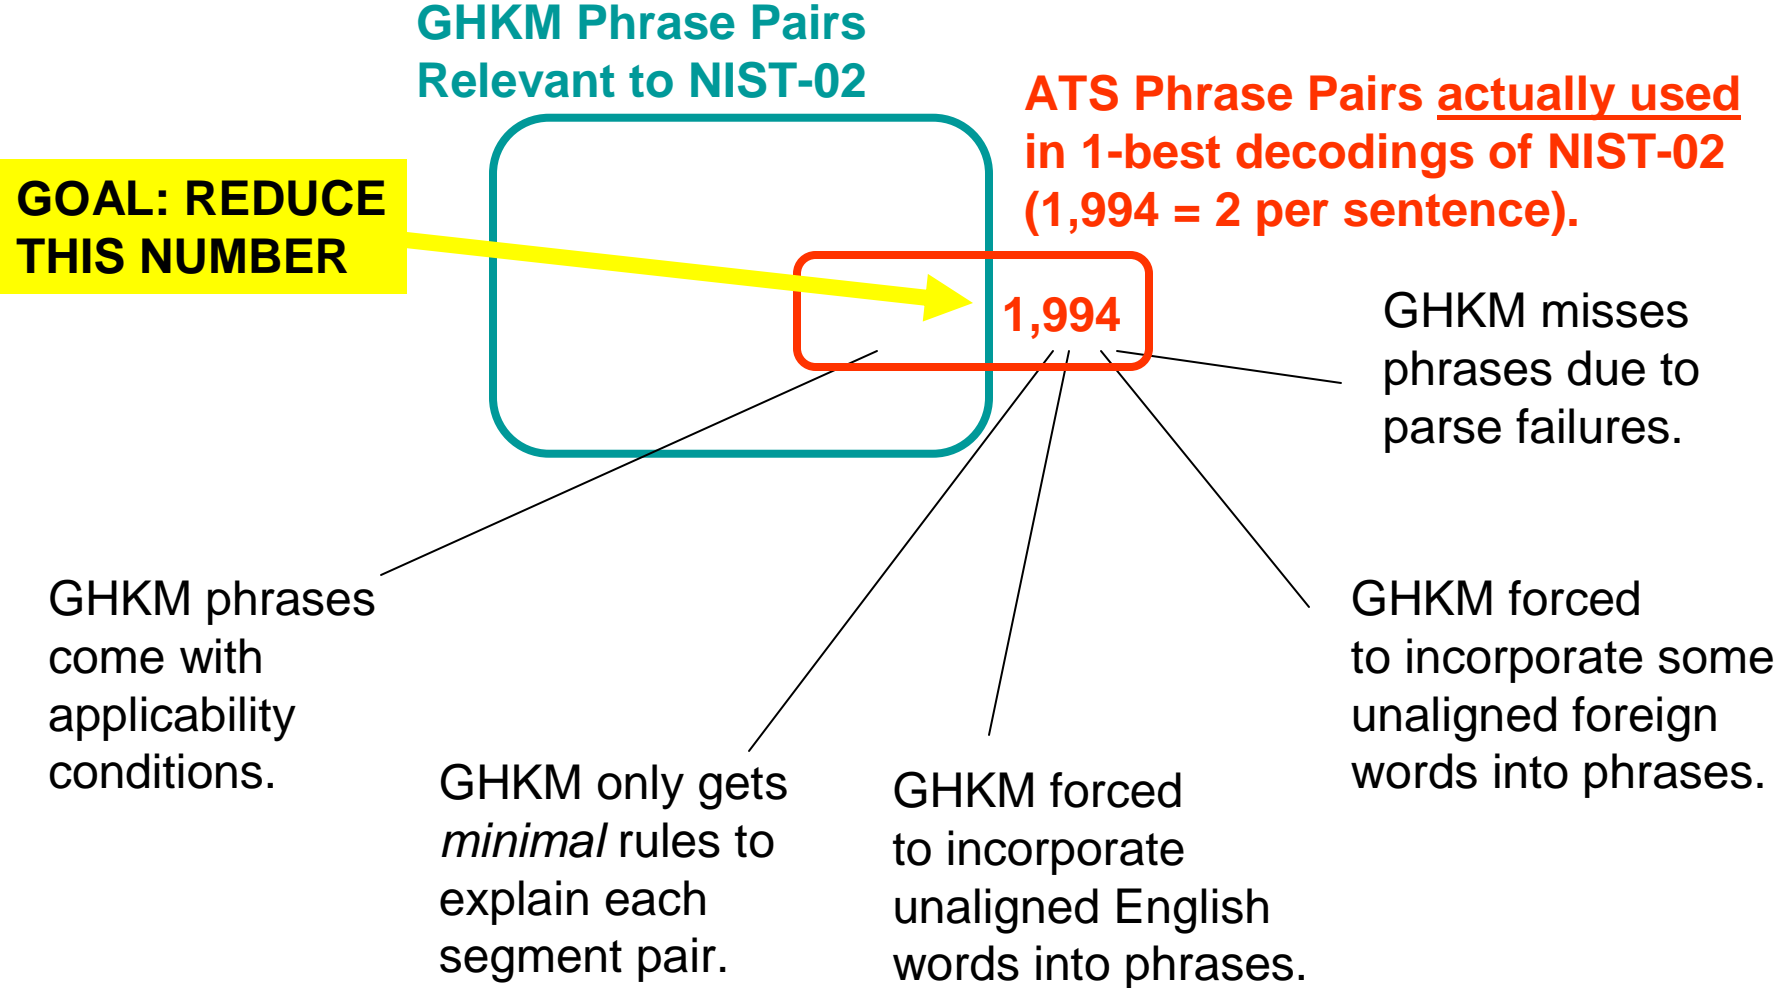 GHKM Phrase Pairs
Relevant to NIST-02
ATS Phrase Pairs actually used
in 1-best decodings of NIST-02
(1,994 = 2 per sentence).
GOAL: REDUCE
THIS NUMBER
1,994
GHKM misses
phrases due to
parse failures.
GHKM phrases
come with
applicability
conditions.
GHKM only gets
minimal rules to
explain each
segment pair.
GHKM forced
to incorporate
unaligned English
words into phrases.
GHKM forced
to incorporate some
unaligned foreign
words into phrases.